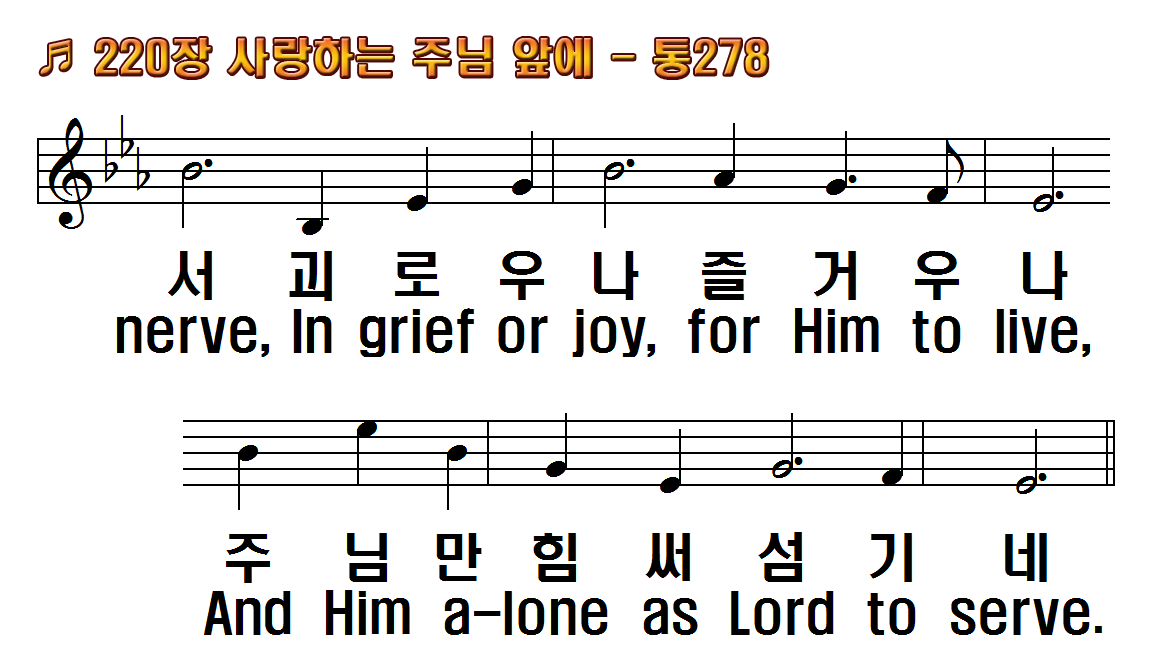 ♬ 220장 사랑하는 주님 앞에 - 통278
서 괴 로 우 나 즐 거 우 나
nerve, In grief or joy, for Him to live,
주 님 만 힘 써 섬 기 네
And Him a-lone as Lord to serve.